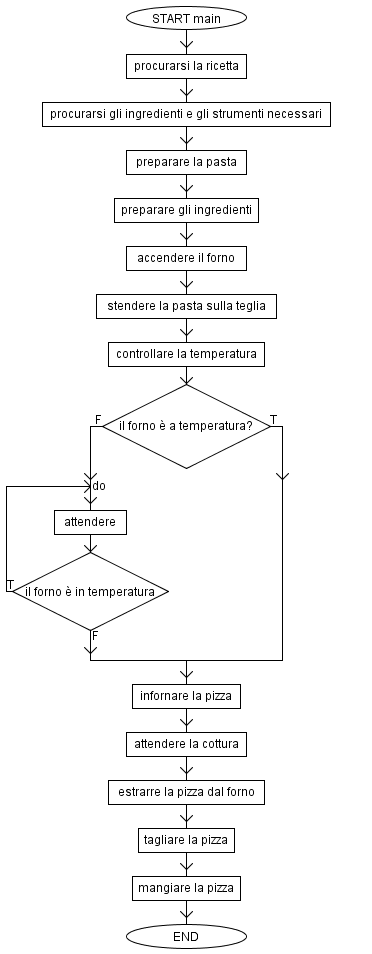 START main
procurarsi la ricetta
procurarsi gli ingredienti e gli strumenti necessari
preparare la pasta
preparare gli ingredienti
accendere il forno
stendere la pasta sulla teglia
controllare la temperatura
F
il forno è a temperatura?
T
do
attendere
T
il forno è in temperatura
F
infornare la pizza
attendere la cottura
estrarre la pizza dal forno
tagliare la pizza
mangiare la pizza
END